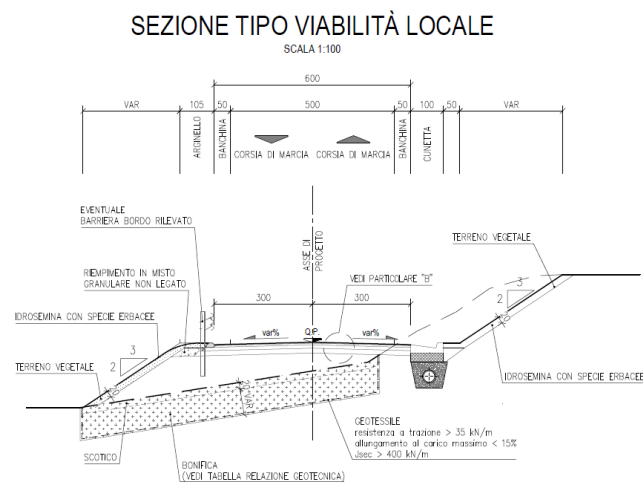 SEZIONE TIPO VIABILITÀ LOCALE
SCALA 1:100
600
VAR 105 50 500 50 100 50 VAR
ARGINELLO
BANCHINA
CORSIA DI MARCIA CORSIA DI MARCIA
BANCHINA
CUNETTA
EVENTUALE
BARRIERA BORDO RILEVATO
ASSE DI
PROGETTO
TERRENO VEGETALE
RIEMPIMENTO IN MISTO
GRANULARE NON LEGATO
VEDI PARTICOLARE "B"
300 300
3
2
IDROSEMINA CON SPECIE ERBACEE
var% Q.P. var%
3
2
TERRENO VEGETALE
IDROSEMINA CON SPECIE ERBACEE
SCOTICO
BONIFICA
(VEDI TABELLA RELAZIONE GEOTECNICA)
GEOTESSILE
resistenza a trazione > 35 kN/m
allungamento al carico massimo < 15%
Jsec > 400 kN/m